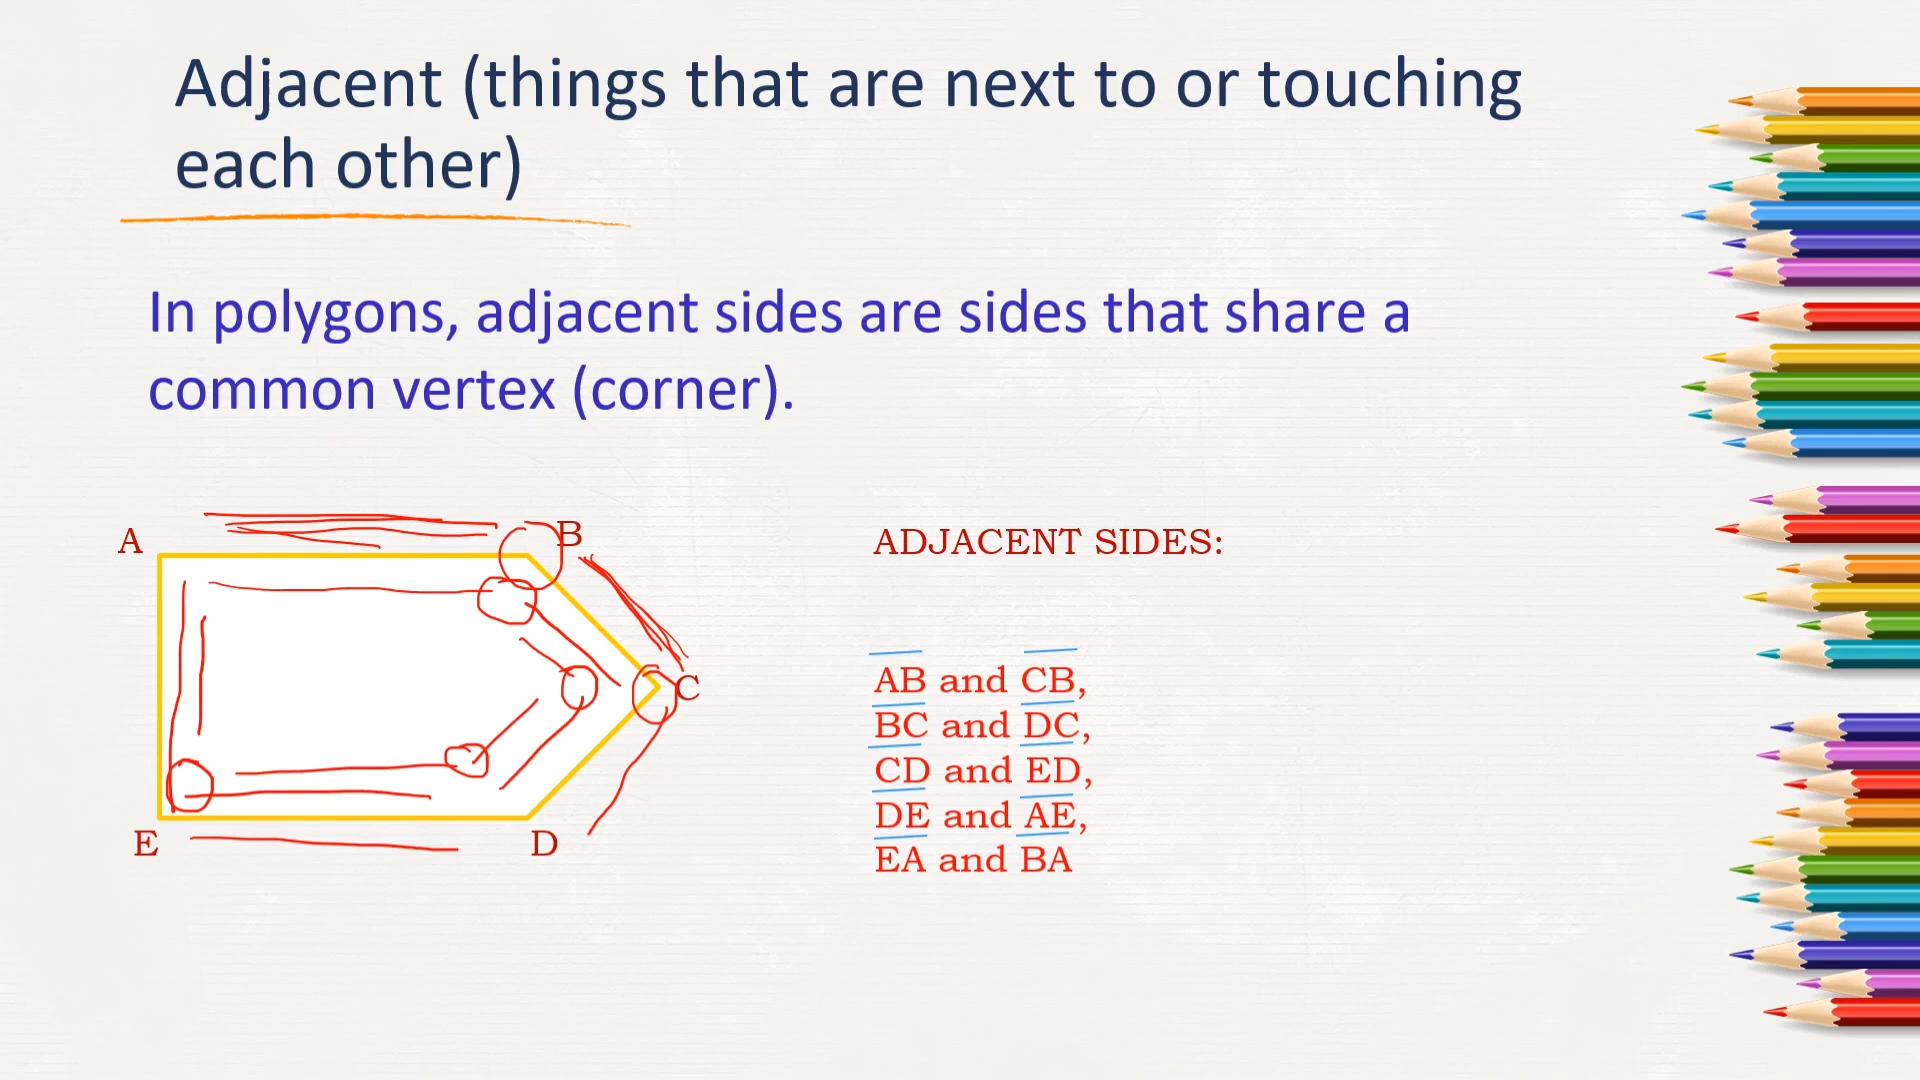 Adjacent (things that are next to or touching
each other)
In polygons, adjacent sides are sides that share a
common vertex (corner).
A
B
C
E
D
ADJACENT SIDES:
AB and CB,
BC and DC,
CD and ED,
DE and AE,
EA and BA